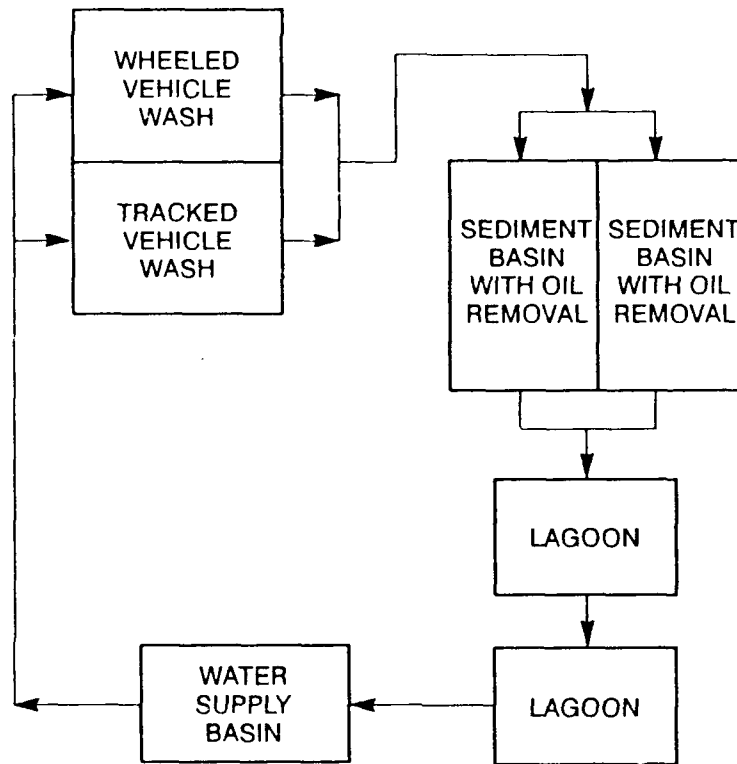 WHEELED
VEHICLE
WASH
TRACKED
VEHICLE
WASH
SEDIMENT
BASIN
WITH OIL
REMOVAL
SEDIMENT
BASIN
WITH OIL
REMOVAL
LAGOON
LAGOON
WATER
SUPPLY
BASIN